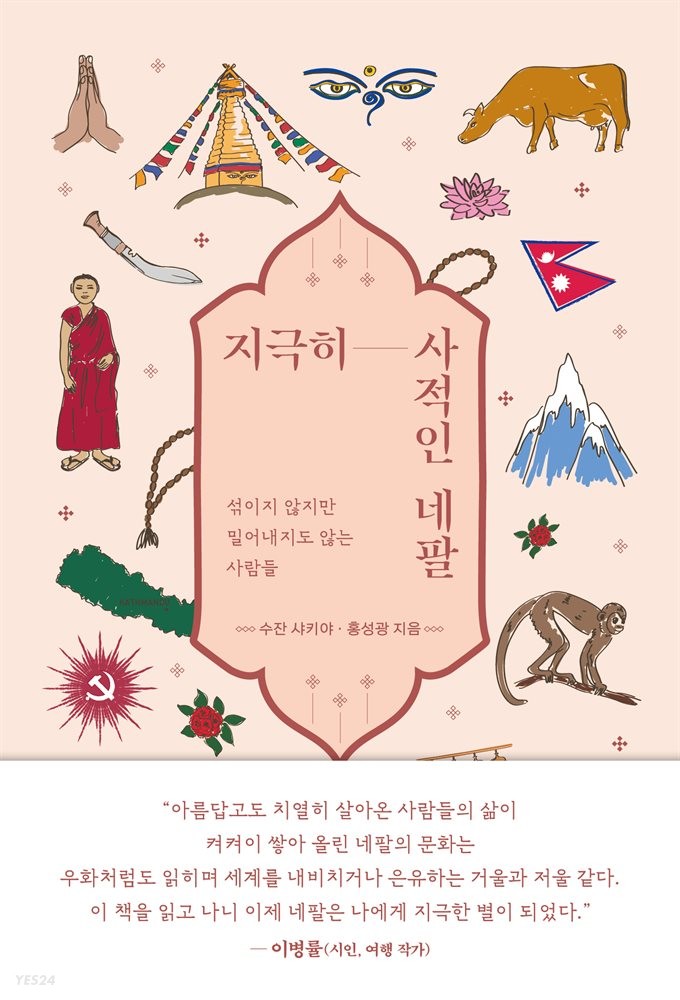 지극히 — 사적인 네팔
섞이지 않지만
밀어내지도 않는
사람들
수잔 샤키야 · 홍성광 지음
KATHMANDU
“아름답고도 치열히 살아온 사람들의 삶이
켜켜이 쌓아 올린 네팔의 문화는
우화처럼도 읽히며 세계를 내비치거나 은유하는 거울과 저울 같다.
이 책을 읽고 나니 이제 네팔은 나에게 지극한 별이 되었다.”
— 이병률(시인, 여행 작가)
YES24